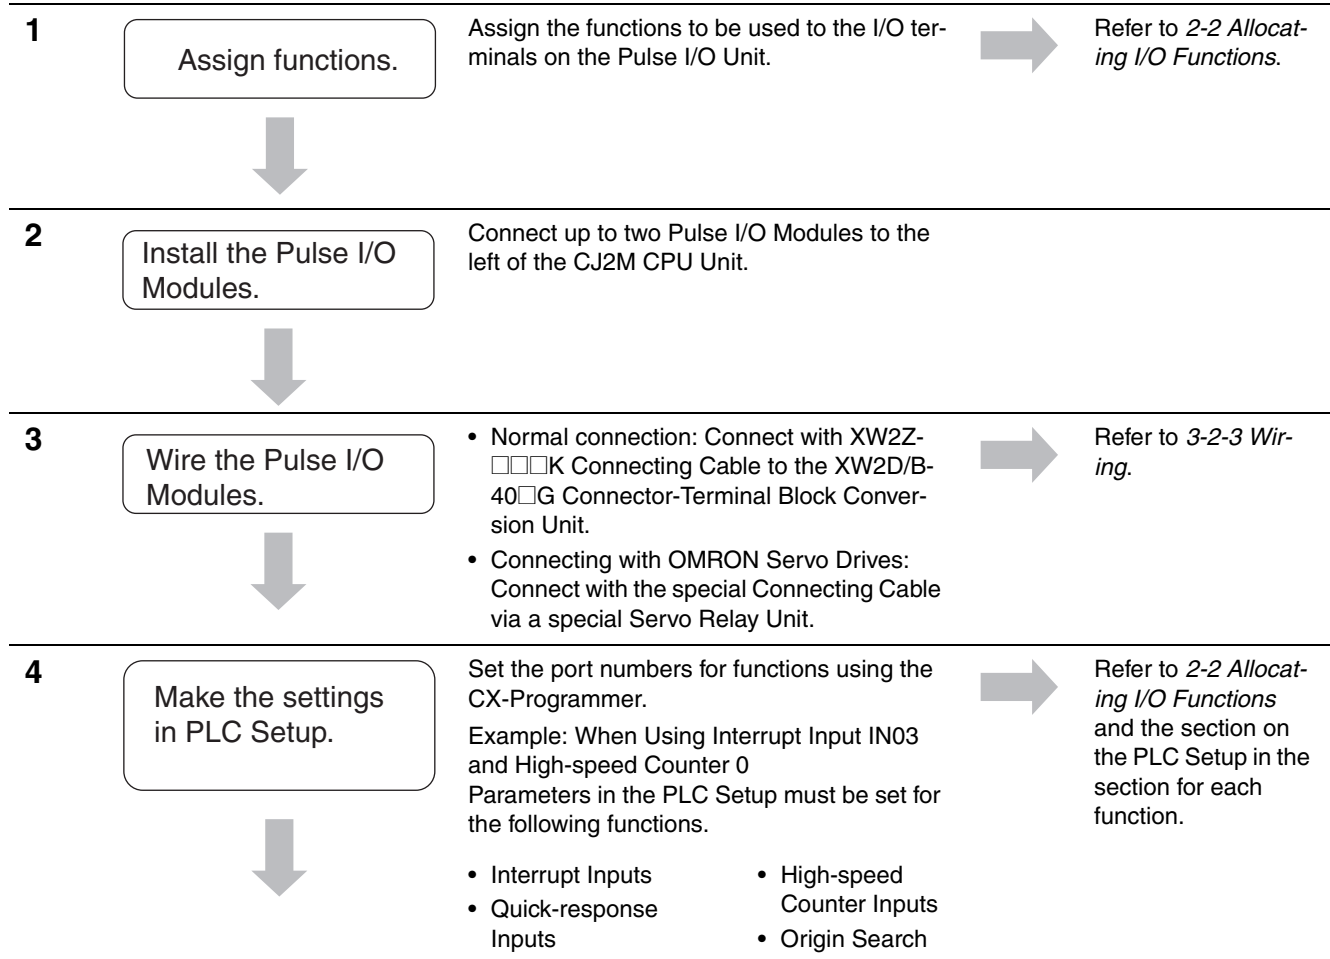 1
Assign functions.
Assign the functions to be used to the I/O ter-
minals on the Pulse I/O Unit.
Refer to 2-2 Allocat-
ing I/O Functions.
2
Install the Pulse I/O
Modules.
Connect up to two Pulse I/O Modules to the
left of the CJ2M CPU Unit.
3
Wire the Pulse I/O
Modules.
• Normal connection: Connect with XW2Z-
□□□K Connecting Cable to the XW2D/B-
40□G Connector-Terminal Block Conver-
sion Unit.
• Connecting with OMRON Servo Drives:
Connect with the special Connecting Cable
via a special Servo Relay Unit.
Refer to 3-2-3 Wir-
ing.
4
Make the settings
in PLC Setup.
Set the port numbers for functions using the
CX-Programmer.
Example: When Using Interrupt Input IN03
and High-speed Counter 0
Parameters in the PLC Setup must be set for
the following functions.
• Interrupt Inputs
• Quick-response
Inputs
• High-speed
Counter Inputs
• Origin Search
Refer to 2-2 Allocat-
ing I/O Functions
and the section on
the PLC Setup in the
section for each
function.